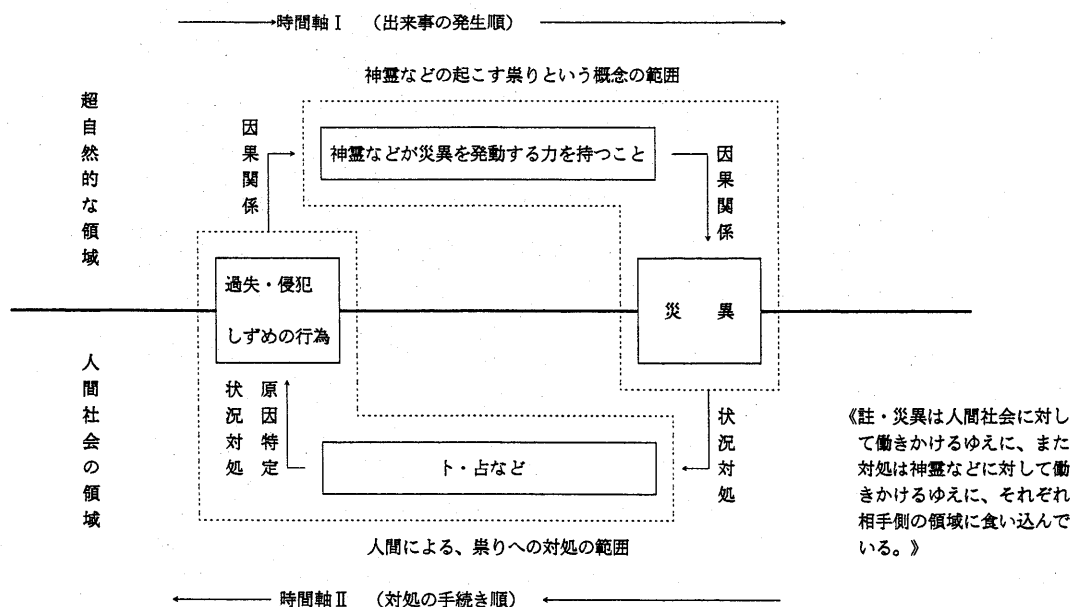 時間軸Ⅰ （出来事の発生順）
神霊などの起こす祟りという概念の範囲
超自然的な領域
因果関係
神霊などが災異を発動する力を持つこと
因果関係
過失・侵犯
しずめの行為
災 異
人間社会の領域
状況対処
原因特定
卜・占など
状況対処
《註・災異は人間社会に対し
て働きかけるゆえに、また
対処は神霊などに対して働
きかけるゆえに、それぞれ
相手側の領域に食い込んで
いる。》
人間による、祟りへの対処の範囲
時間軸Ⅱ （対処の手続き順）